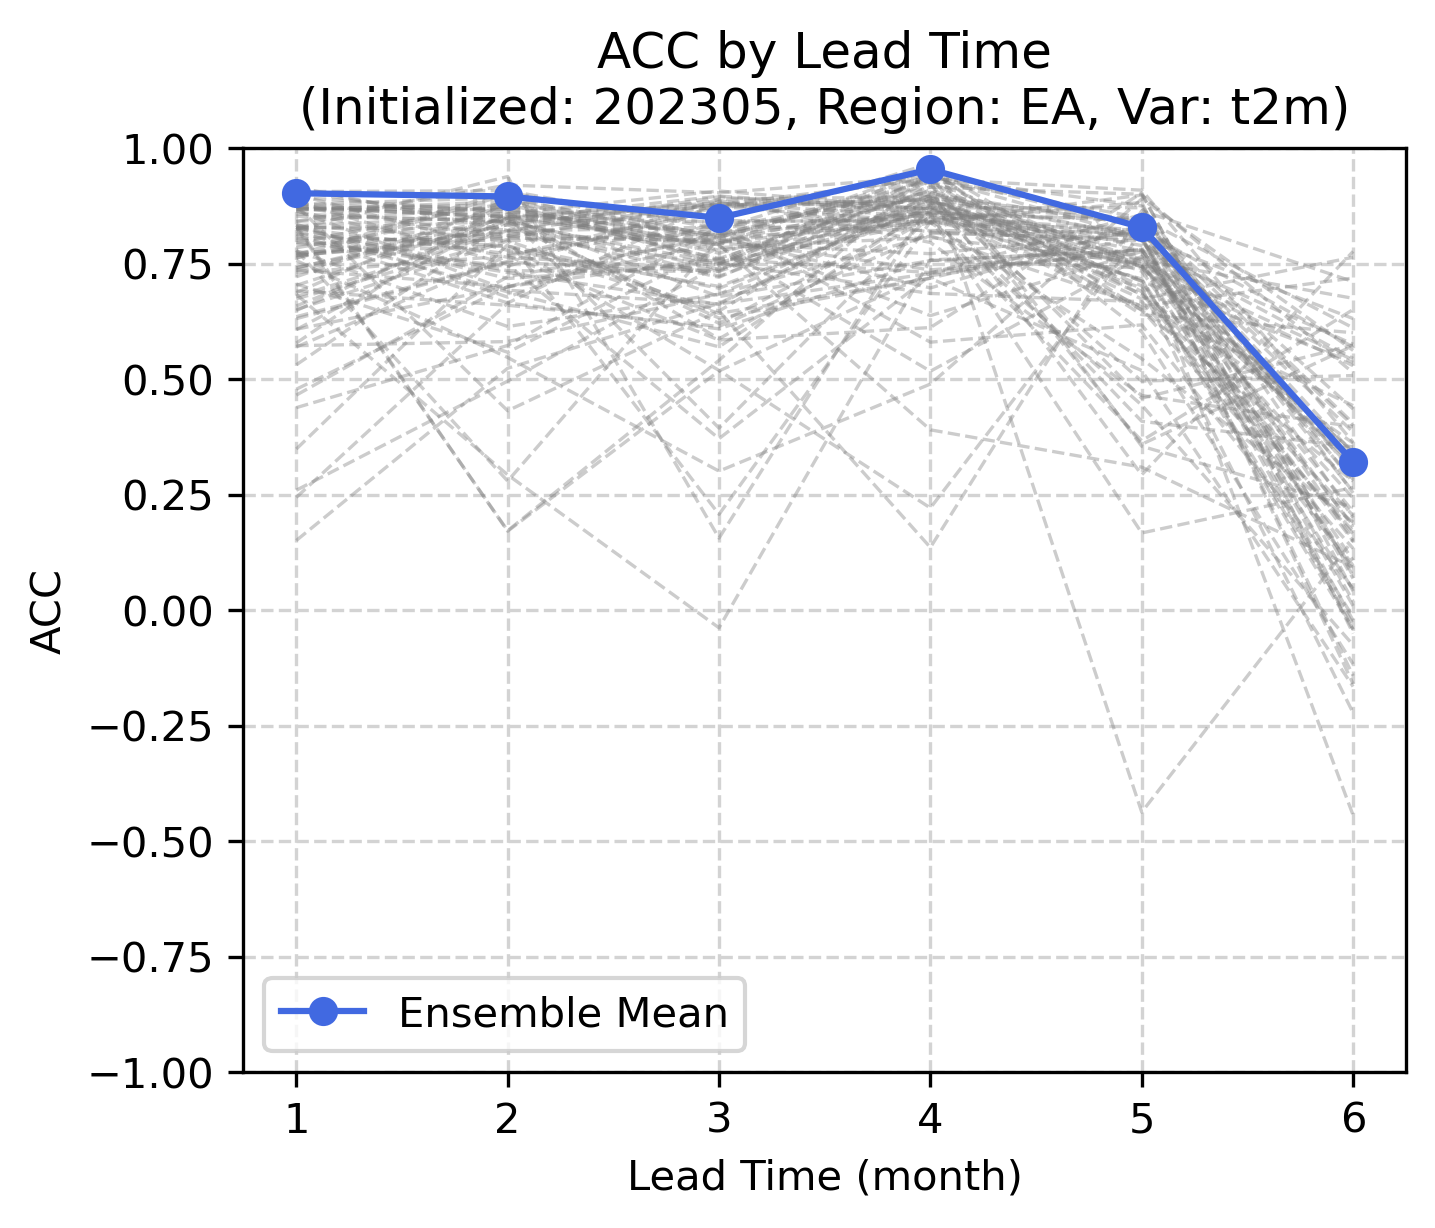 ACC by Lead Time
(Initialized: 202305, Region: EA, Var: t2m)
1.00
0.75
0.50
0.25
0.00
−0.25
−0.50
−0.75
−1.00
ACC
Ensemble Mean
1 2 3 4 5 6
Lead Time (month)